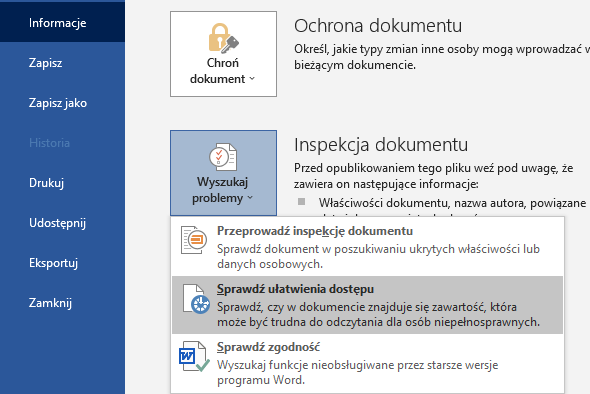 Informacje
Zapisz
Zapisz jako
Historia
Drukuj
Udostępnij
Eksportuj
Zamknij
Chroń
dokument
Ochrona dokumentu
Określ, jakie typy zmian inne osoby mogą wprowadzać w
bieżącym dokumencie.
Wyszukaj
problemy
Inspekcja dokumentu
Przed opublikowaniem tego pliku weź pod uwagę, że
zawiera on następujące informacje:
Właściwości dokumentu, nazwa autora, powiązane
Przeprowadź inspekcję dokumentu
Sprawdź dokument w poszukiwaniu ukrytych właściwości lub
danych osobowych.
Sprawdź ułatwienia dostępu
Sprawdź, czy w dokumencie znajduje się zawartość, która
może być trudna do odczytania dla osób niepełnosprawnych.
Sprawdź zgodność
Wyszukaj funkcje nieobsługiwane przez starsze wersje
programu Word.